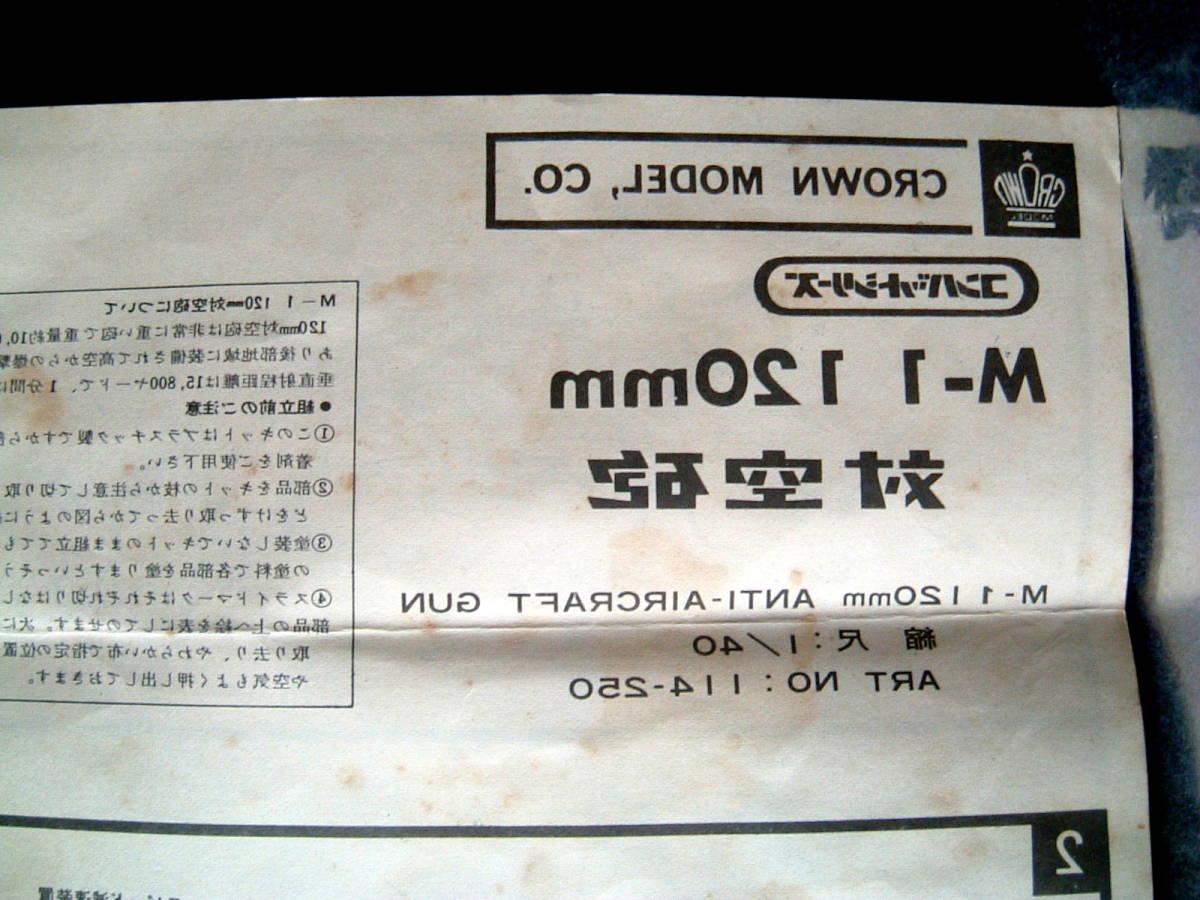 CROWN
MODEL
CROWN MODEL, CO.
コンバットシリーズ
M-1 120mm
対空砲
M-1 120mm ANTI-AIRCRAFT GUN
縮 尺:1/40
ART NO:114-250
M-1 120mm対空砲について
120mm対空砲は非常に重い砲で重量約10,0
あり後部地域に装備されて高空からの爆撃
垂直射程距離は15,800ヤードで、1分間に
●組立前のご注意
①このキットはプラスチック製ですから
着剤をご使用下さい。
②部品をキットの枝から注意して切り取
どをけずっ取り去ってから図のように
③塗装しないでキットのまま組立てても
の塗料で各部品を塗りますといっそう
④スライドマークはそれぞれ切りはなし
部品の上へ絵を表にしてのせます。次に
取り去り、やわらかい布で指定の位置
や空気もよく押し出しておきます。
2